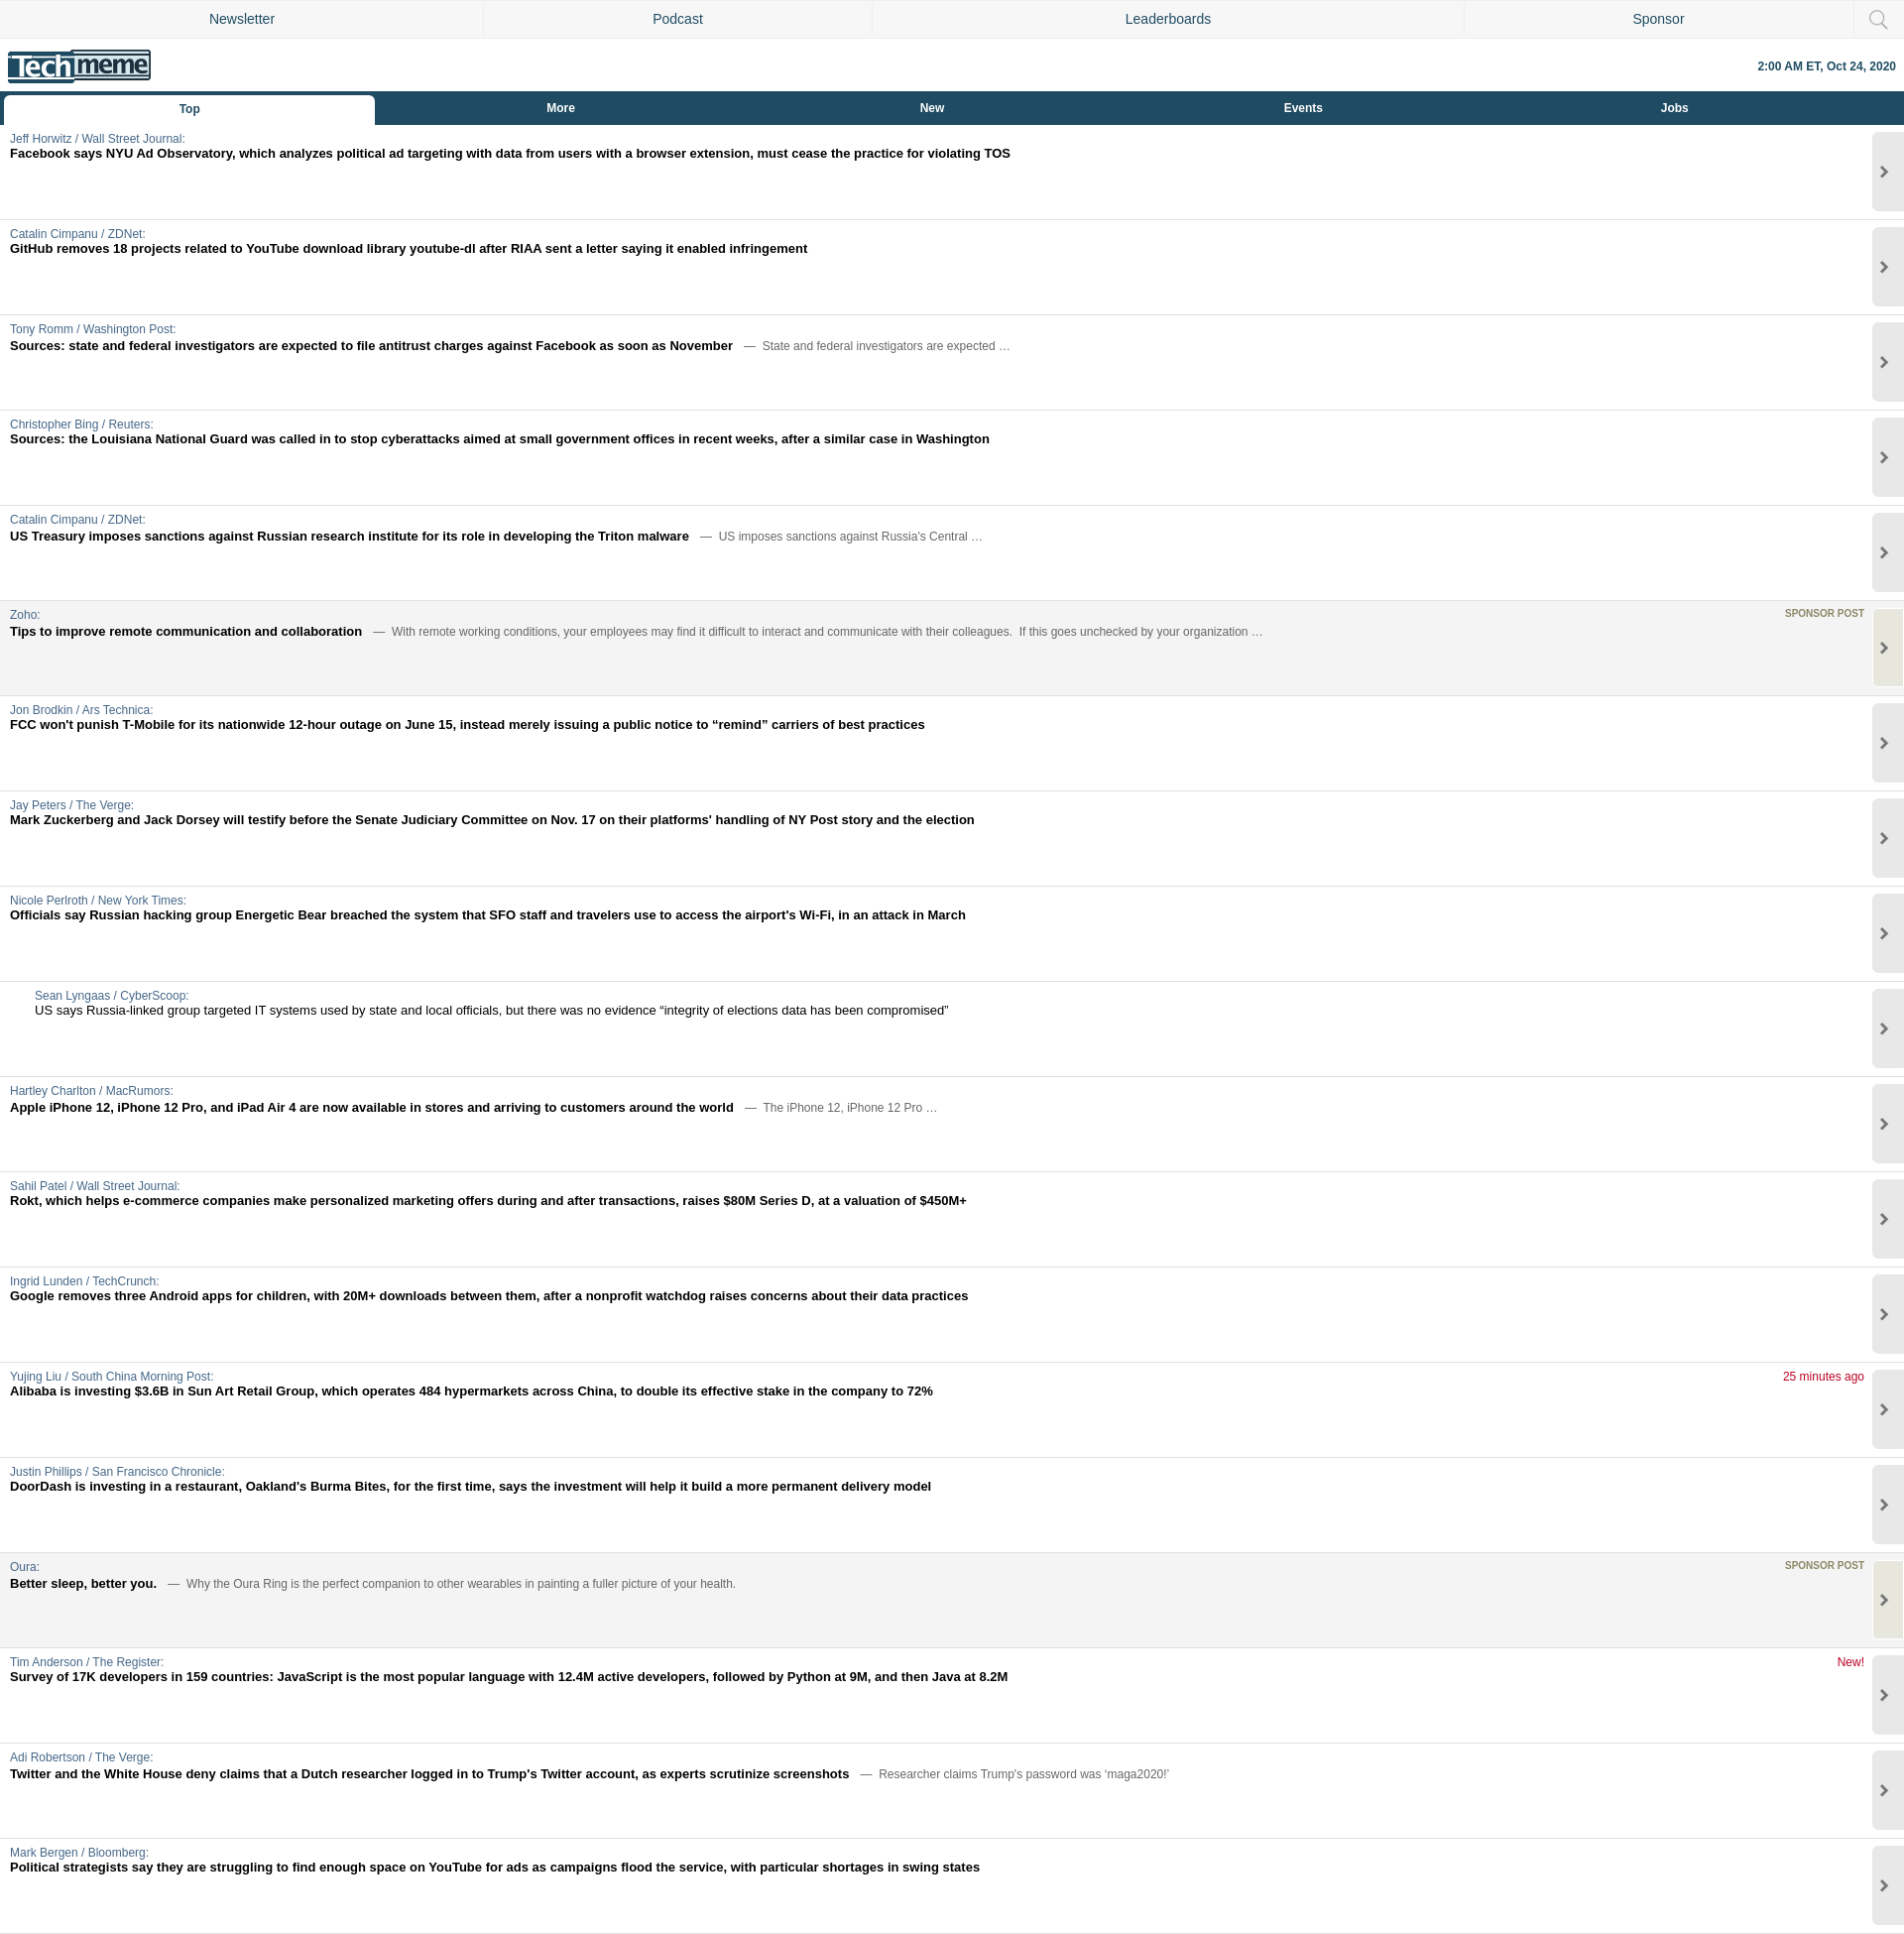 Newsletter
Podcast
Leaderboards
Sponsor
Techmeme
2:00 AM ET, Oct 24, 2020
Top
More
New
Events
Jobs
Jeff Horwitz / Wall Street Journal:
Facebook says NYU Ad Observatory, which analyzes political ad targeting with data from users with a browser extension, must cease the practice for violating TOS
Catalin Cimpanu / ZDNet:
GitHub removes 18 projects related to YouTube download library youtube-dl after RIAA sent a letter saying it enabled infringement
Tony Romm / Washington Post:
Sources: state and federal investigators are expected to file antitrust charges against Facebook as soon as November — State and federal investigators are expected …
Christopher Bing / Reuters:
Sources: the Louisiana National Guard was called in to stop cyberattacks aimed at small government offices in recent weeks, after a similar case in Washington
Catalin Cimpanu / ZDNet:
US Treasury imposes sanctions against Russian research institute for its role in developing the Triton malware — US imposes sanctions against Russia's Central …
Zoho:
SPONSOR POST
Tips to improve remote communication and collaboration — With remote working conditions, your employees may find it difficult to interact and communicate with their colleagues. If this goes unchecked by your organization …
Jon Brodkin / Ars Technica:
FCC won't punish T-Mobile for its nationwide 12-hour outage on June 15, instead merely issuing a public notice to “remind” carriers of best practices
Jay Peters / The Verge:
Mark Zuckerberg and Jack Dorsey will testify before the Senate Judiciary Committee on Nov. 17 on their platforms' handling of NY Post story and the election
Nicole Perlroth / New York Times:
Officials say Russian hacking group Energetic Bear breached the system that SFO staff and travelers use to access the airport's Wi-Fi, in an attack in March
Sean Lyngaas / CyberScoop:
US says Russia-linked group targeted IT systems used by state and local officials, but there was no evidence “integrity of elections data has been compromised”
Hartley Charlton / MacRumors:
Apple iPhone 12, iPhone 12 Pro, and iPad Air 4 are now available in stores and arriving to customers around the world — The iPhone 12, iPhone 12 Pro …
Sahil Patel / Wall Street Journal:
Rokt, which helps e-commerce companies make personalized marketing offers during and after transactions, raises $80M Series D, at a valuation of $450M+
Ingrid Lunden / TechCrunch:
Google removes three Android apps for children, with 20M+ downloads between them, after a nonprofit watchdog raises concerns about their data practices
Yujing Liu / South China Morning Post:
25 minutes ago
Alibaba is investing $3.6B in Sun Art Retail Group, which operates 484 hypermarkets across China, to double its effective stake in the company to 72%
Justin Phillips / San Francisco Chronicle:
DoorDash is investing in a restaurant, Oakland's Burma Bites, for the first time, says the investment will help it build a more permanent delivery model
Oura:
SPONSOR POST
Better sleep, better you. — Why the Oura Ring is the perfect companion to other wearables in painting a fuller picture of your health.
Tim Anderson / The Register:
New!
Survey of 17K developers in 159 countries: JavaScript is the most popular language with 12.4M active developers, followed by Python at 9M, and then Java at 8.2M
Adi Robertson / The Verge:
Twitter and the White House deny claims that a Dutch researcher logged in to Trump's Twitter account, as experts scrutinize screenshots — Researcher claims Trump's password was ‘maga2020!’
Mark Bergen / Bloomberg:
Political strategists say they are struggling to find enough space on YouTube for ads as campaigns flood the service, with particular shortages in swing states